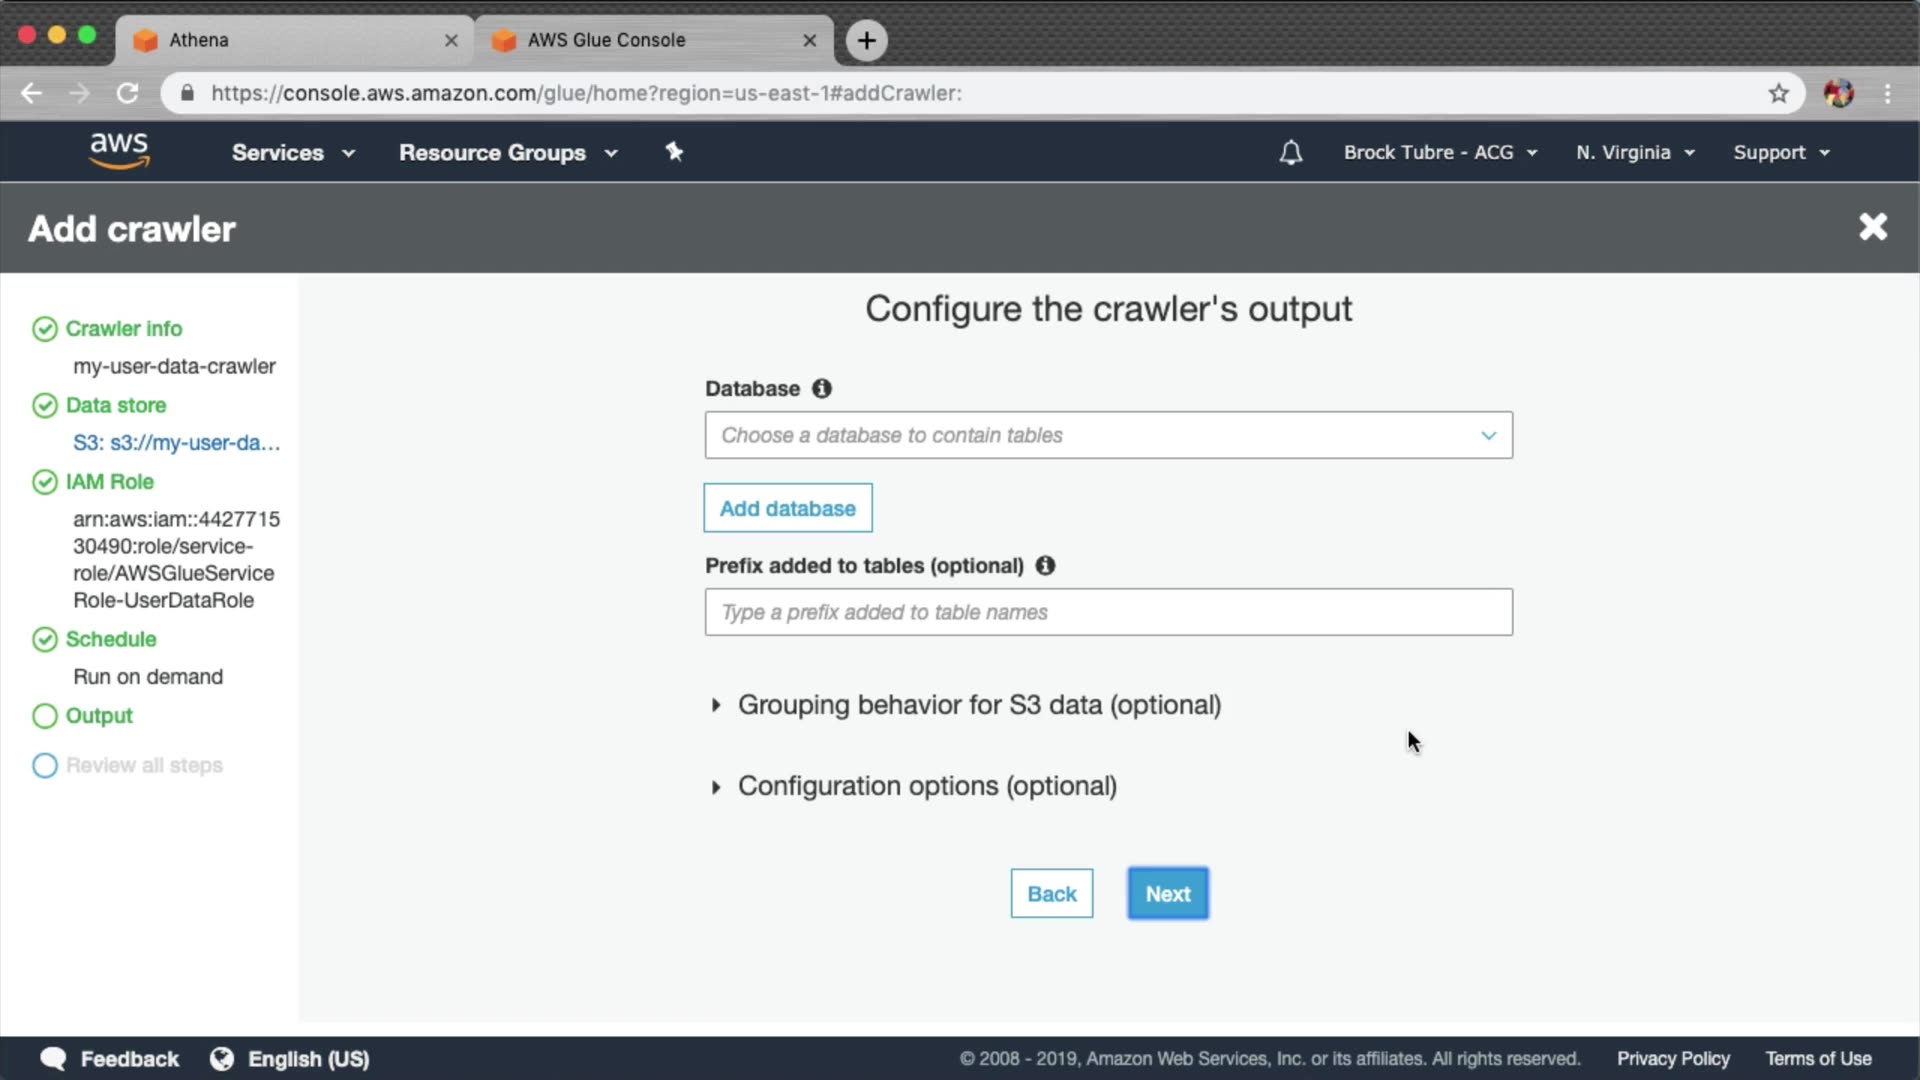 Athena
AWS Glue Console
https://console.aws.amazon.com/glue/home?region=us-east-1#addCrawler:
aws
Services
Resource Groups
Brock Tubre - ACG
N. Virginia
Support
Add crawler
Crawler info
my-user-data-crawler
Data store
S3: s3://my-user-da...
IAM Role
arn:aws:iam::4427715
30490:role/service-
role/AWSGlueService
Role-UserDataRole
Schedule
Run on demand
Output
Review all steps
Configure the crawler's output
Database
Choose a database to contain tables
Add database
Prefix added to tables (optional)
Type a prefix added to table names
Grouping behavior for S3 data (optional)
Configuration options (optional)
Back
Next
Feedback
English (US)
© 2008 - 2019, Amazon Web Services, Inc. or its affiliates. All rights reserved.
Privacy Policy
Terms of Use